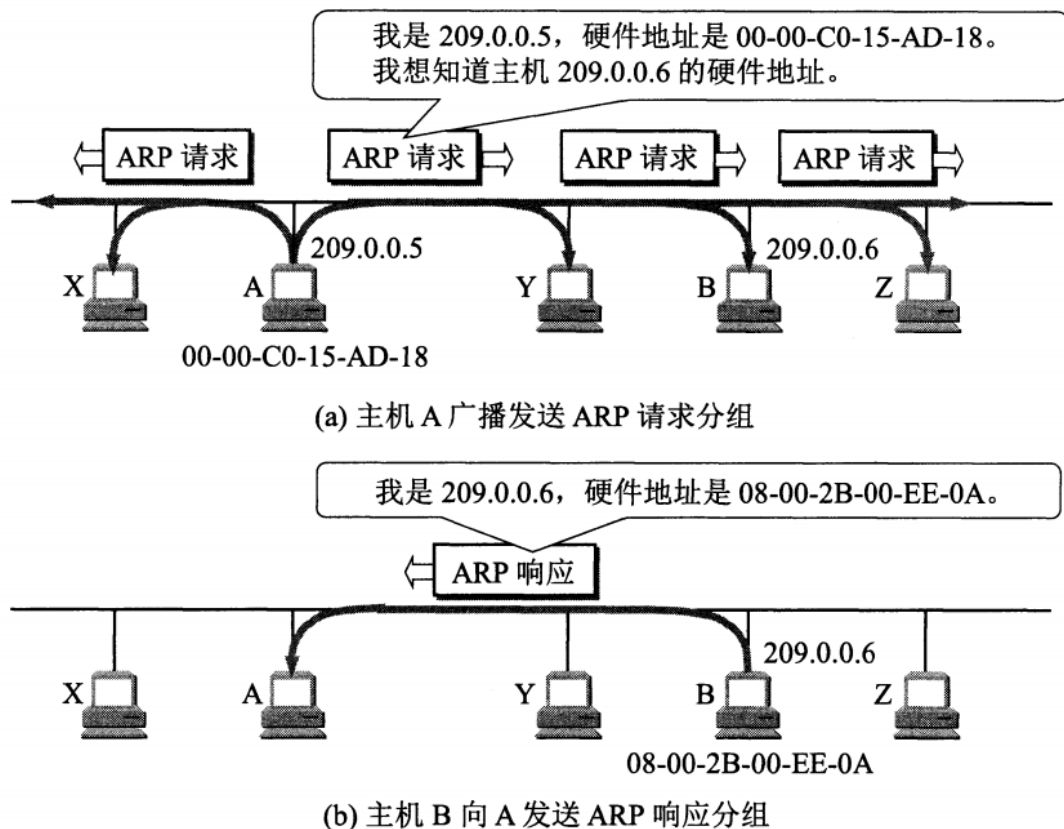 我是 209.0.0.5，硬件地址是 00-00-C0-15-AD-18。
我想知道主机 209.0.0.6 的硬件地址。
ARP 请求
ARP 请求
ARP 请求
ARP 请求
209.0.0.5
209.0.0.6
X
A
Y
B
Z
00-00-C0-15-AD-18
(a) 主机 A 广播发送 ARP 请求分组
我是 209.0.0.6，硬件地址是 08-00-2B-00-EE-0A。
ARP 响应
209.0.0.6
X
A
Y
B
Z
08-00-2B-00-EE-0A
(b) 主机 B 向 A 发送 ARP 响应分组